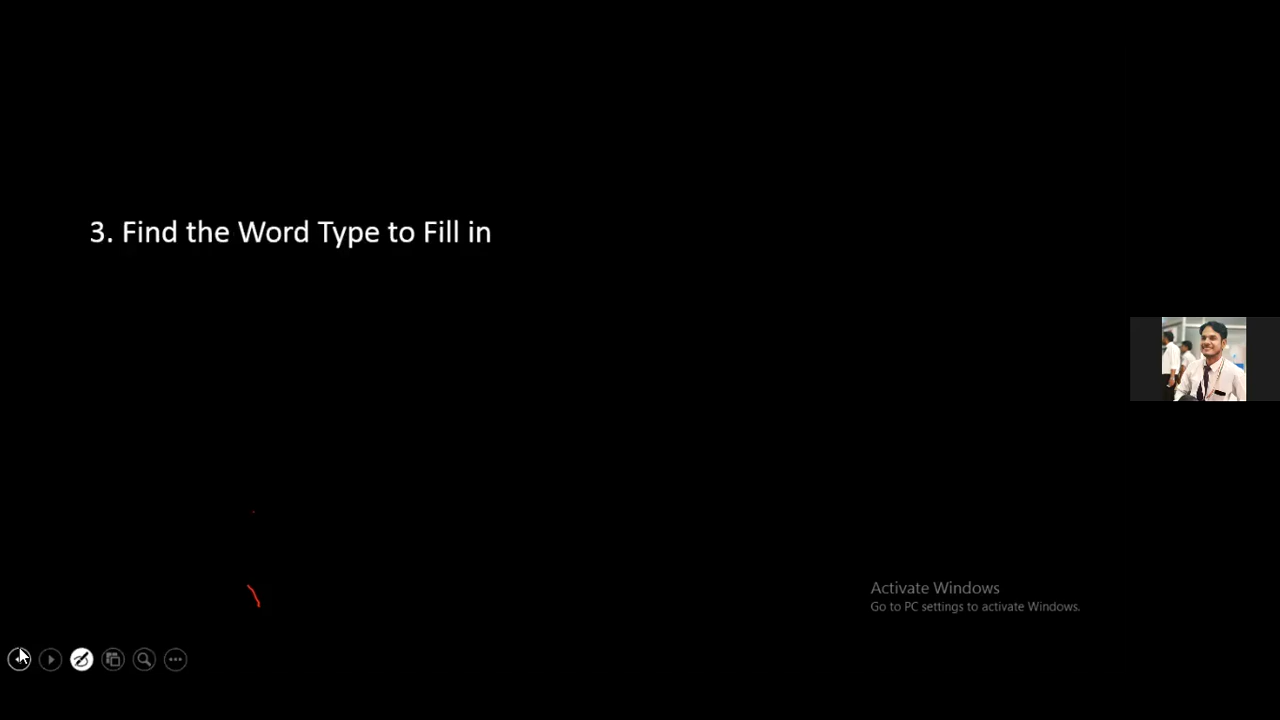 3. Find the Word Type to Fill in
Activate Windows
Go to PC settings to activate Windows.